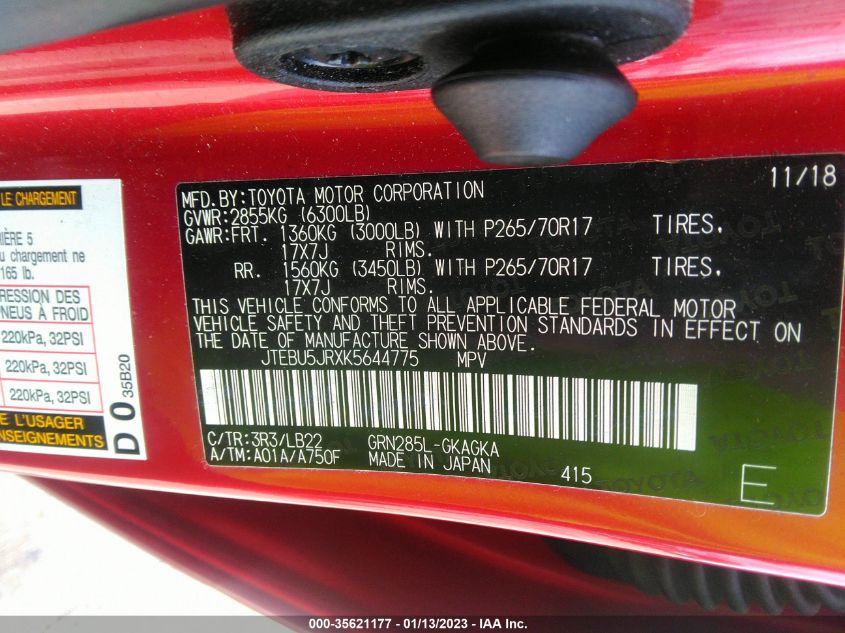 LE CHARGEMENT
IÈRE 5
u chargement ne
165 lb.
RESSION DES
NEUS À FROID
220kPa, 32PSI
220kPa, 32PSI
220kPa, 32PSI
E L'USAGER
NSEIGNEMENTS
D0 35B20
11/18
MFD.BY:TOYOTA MOTOR CORPORATION
GVWR:2855KG (6300LB)
GAWR:FRT. 1360KG (3000LB) WITH P265/70R17 TIRES,
17X7J RIMS.
RR. 1560KG (3450LB) WITH P265/70R17 TIRES,
17X7J RIMS.
THIS VEHICLE CONFORMS TO ALL APPLICABLE FEDERAL MOTOR
VEHICLE SAFETY AND THEFT PREVENTION STANDARDS IN EFFECT ON
THE DATE OF MANUFACTURE SHOWN ABOVE.
JTEBU5JRXK5644775 MPV
C/TR:3R3/LB22 GRN285L-GKAGKA
A/TM:A01A/A750F MADE IN JAPAN 415
E
000-35621177 - 01/13/2023 - IAA Inc.